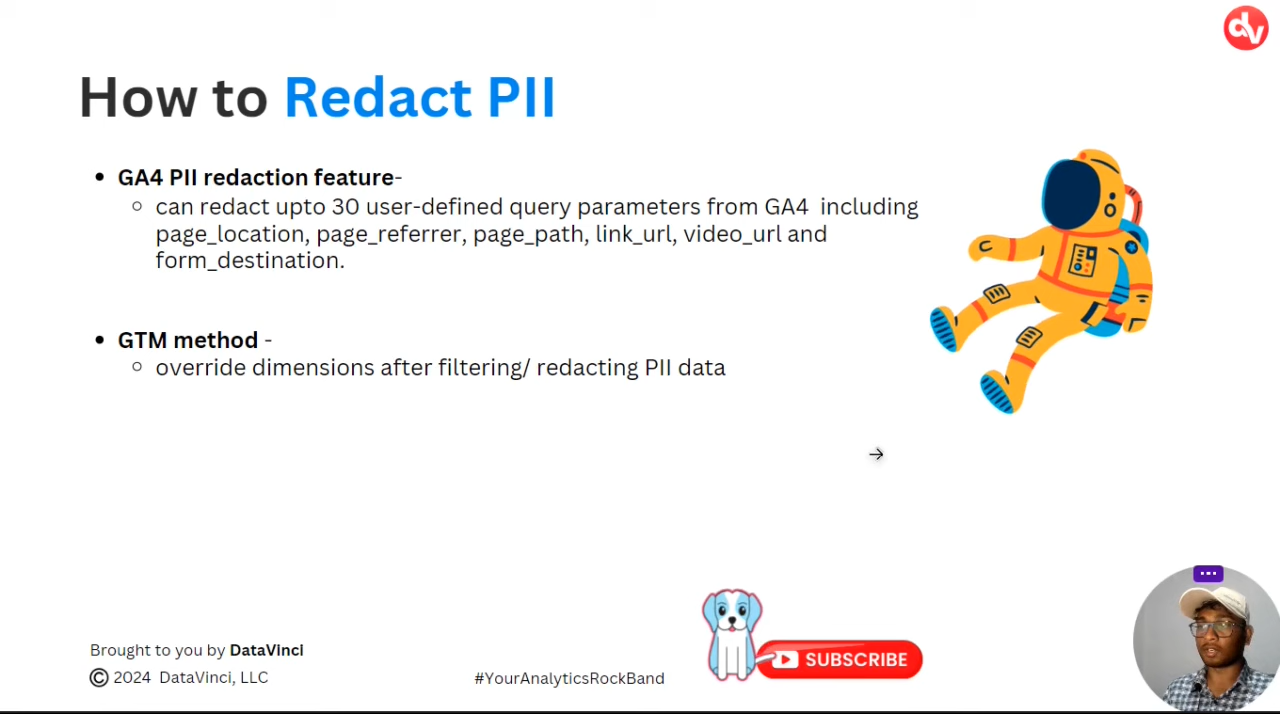 dv
How to Redact PII
GA4 PII redaction feature-
can redact upto 30 user-defined query parameters from GA4 including
page_location, page_referrer, page_path, link_url, video_url and
form_destination.
GTM method -
override dimensions after filtering/ redacting PII data
SUBSCRIBE
Brought to you by DataVinci
© 2024 DataVinci, LLC
#YourAnalyticsRockBand